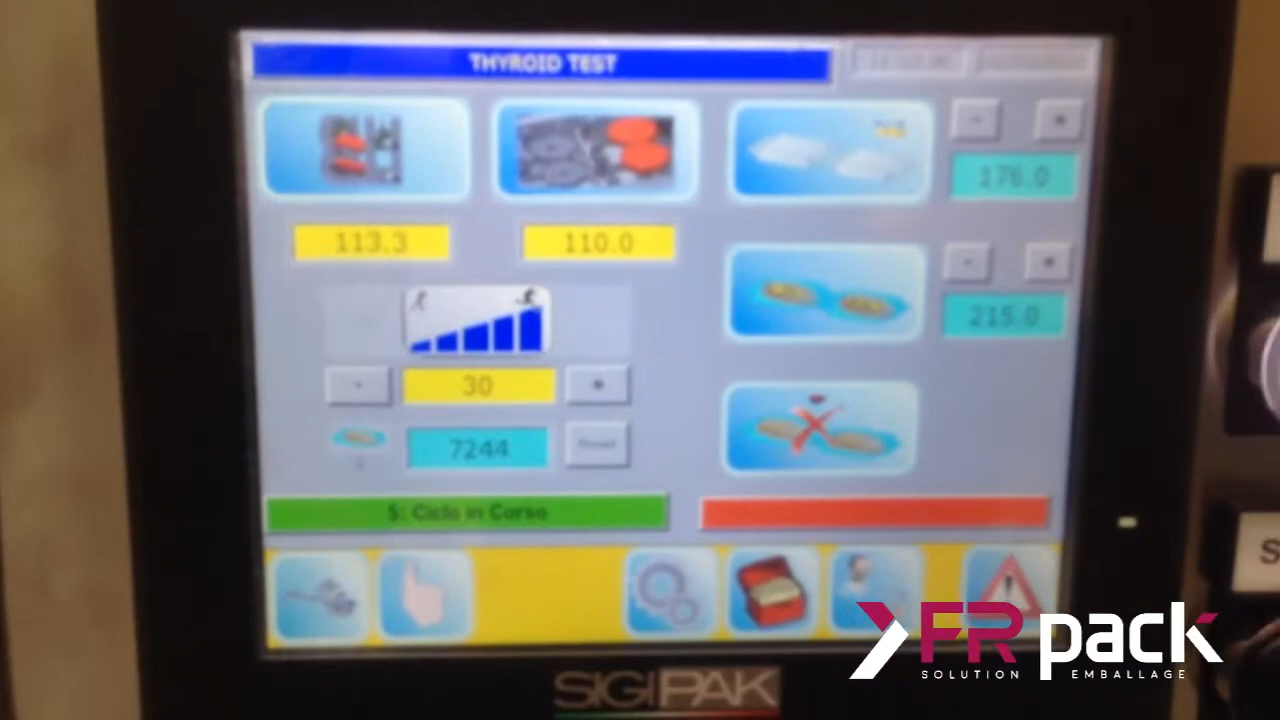 THYROID TEST
176.0
113.3
110.0
215.0
30
7244
5: Ciclo in Corso
SIGIPAK
FR pack
SOLUTION EMBALLAGE
S